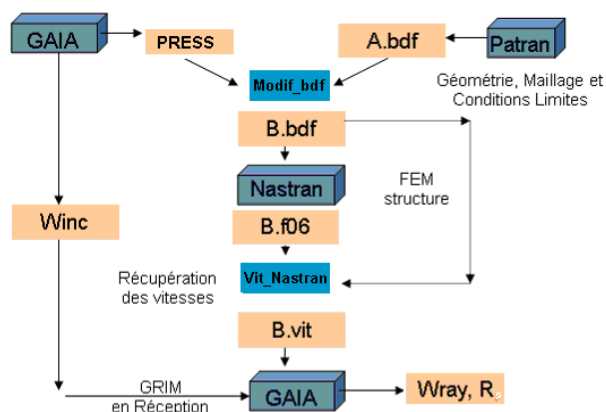 GAIA
PRESS
A.bdf
Patran
Modif_bdf
Géométrie, Maillage et
Conditions Limites
B.bdf
Nastran
FEM
structure
Winc
B.f06
Récupération
des vitesses
Vit_Nastran
B.vit
GRIM
en Réception
GAIA
Wray, R